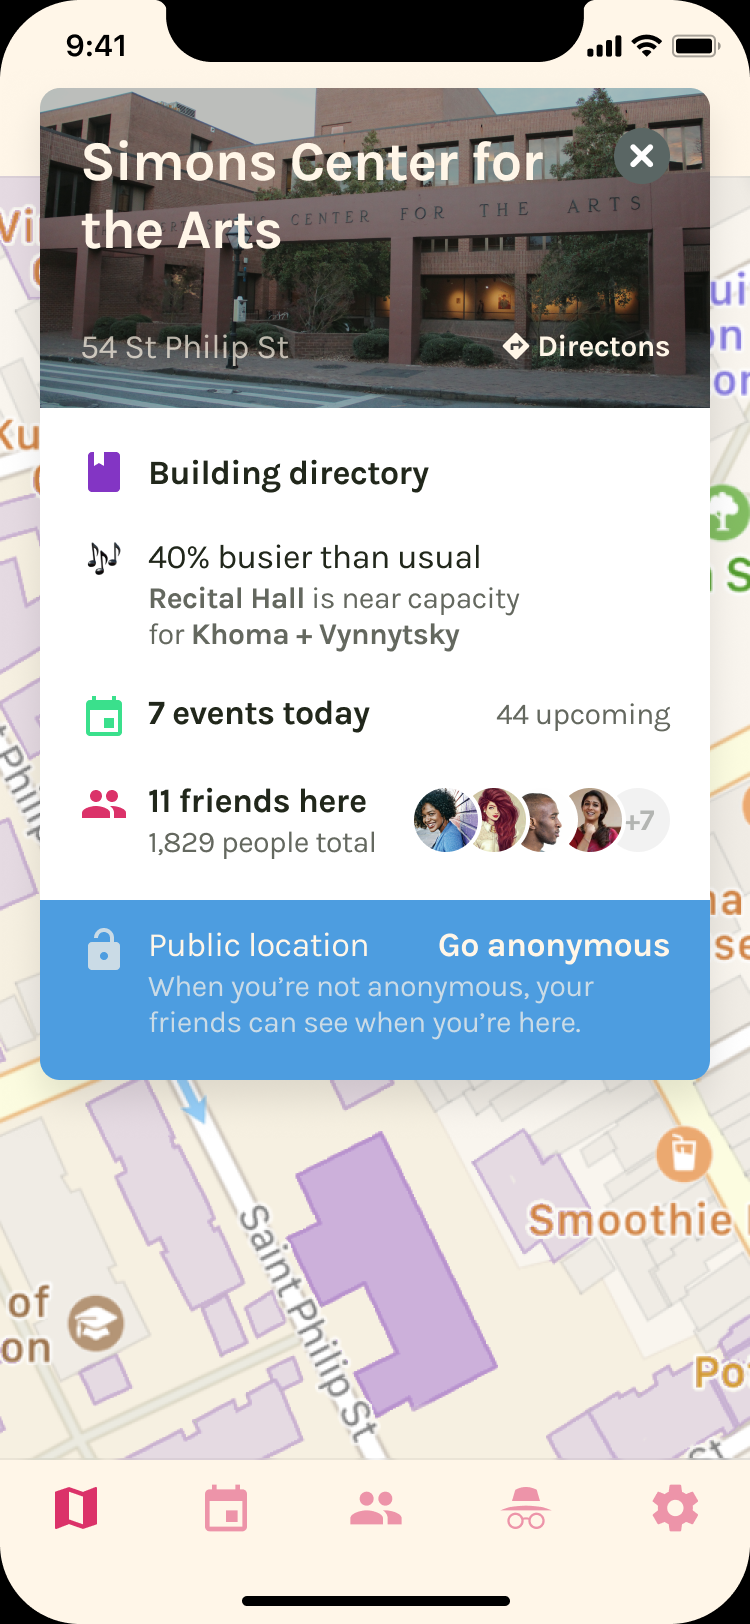 9:41
Simons Center for
the Arts
CENTER FOR THE ARTS
54 St Philip St
Directons
Building directory
40% busier than usual
Recital Hall is near capacity
for Khoma + Vynnytsky
7 events today
44 upcoming
11 friends here
1,829 people total
+7
Public location
Go anonymous
When you’re not anonymous, your
friends can see when you’re here.
Saint Philip St
Smoothie
of
on
St